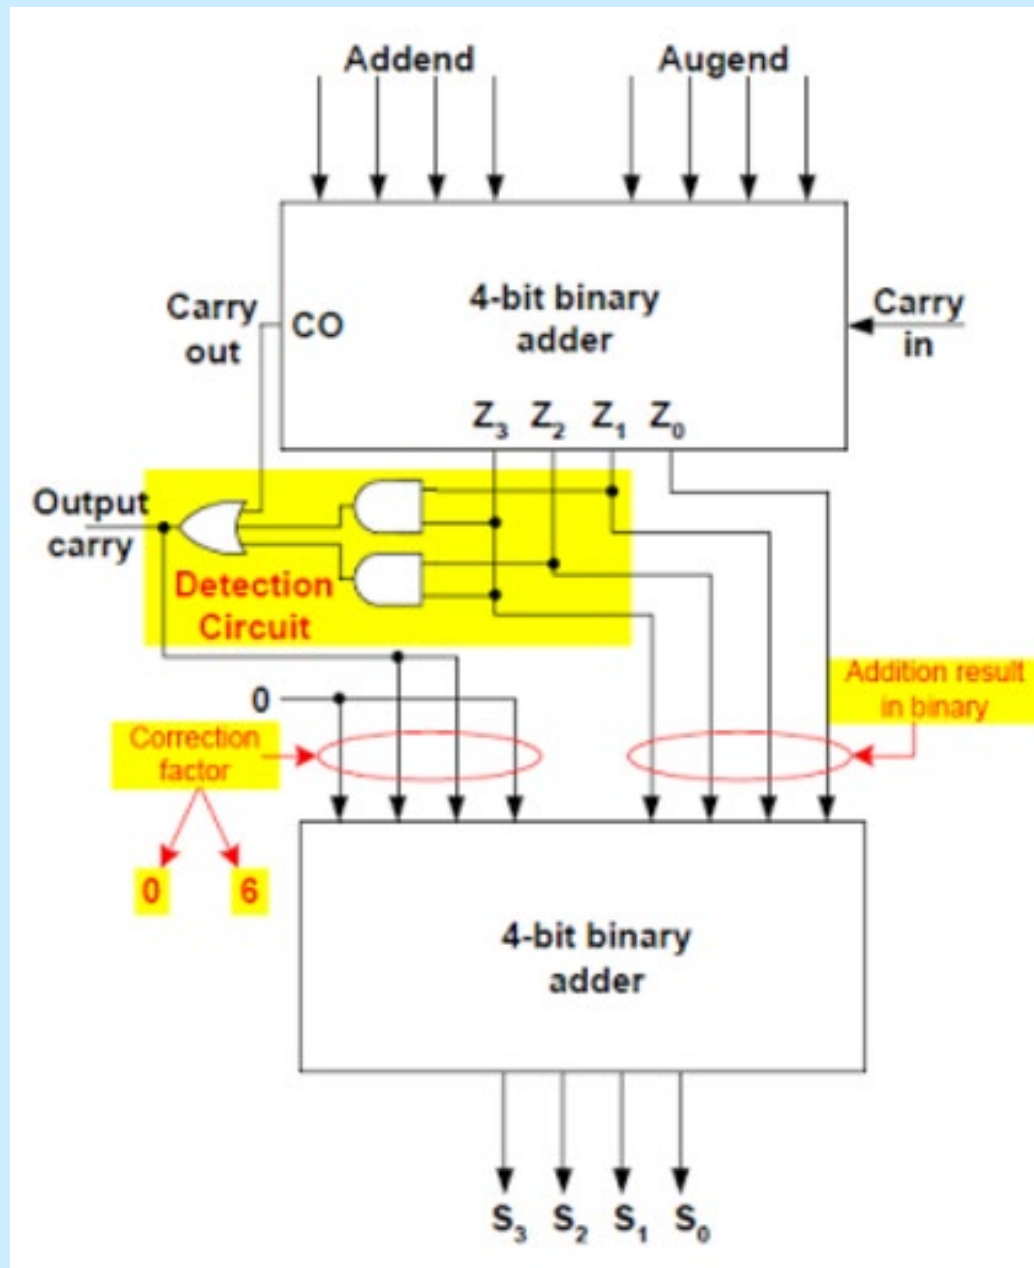 Addend Augend
Carry
out
CO
4-bit binary
adder
Carry
in
Z3 Z2 Z1 Z0
Output
carry
Detection
Circuit
0
Addition result
in binary
Correction
factor
0 6
4-bit binary
adder
S3 S2 S1 S0